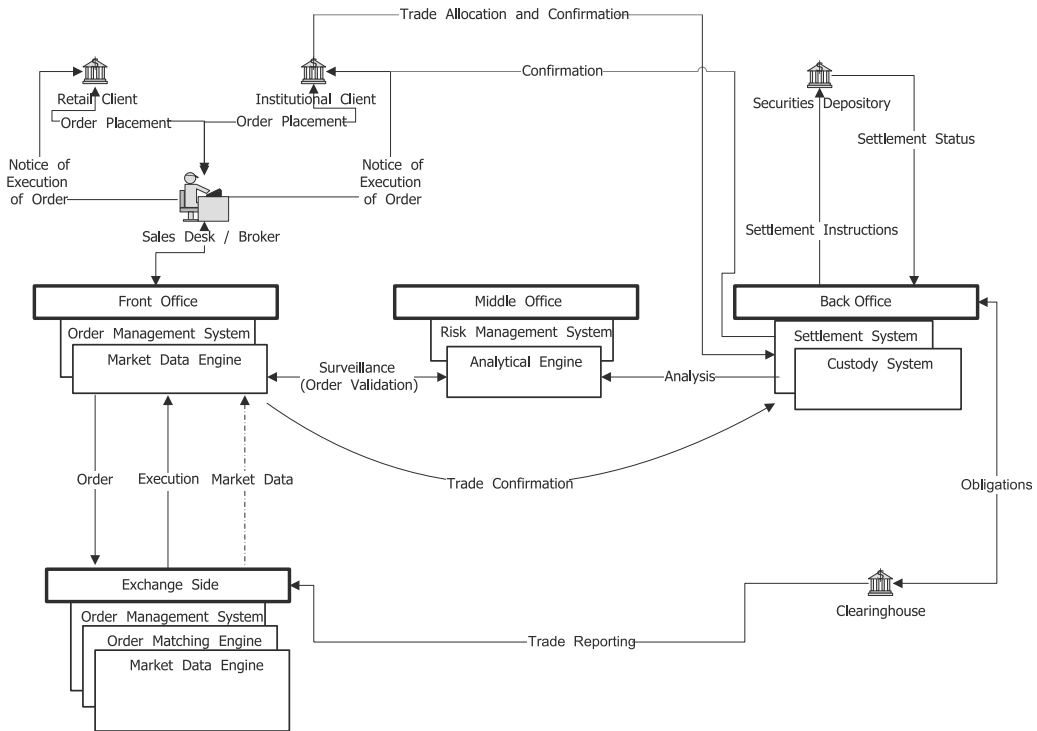 Trade Allocation and Confirmation
Confirmation
Retail Client
Institutional Client
Securities Depository
Order Placement
Order Placement
Settlement Status
Notice of
Execution
of Order
Notice of
Execution
of Order
Sales Desk / Broker
Settlement Instructions
Front Office
Middle Office
Back Office
Order Management System
Risk Management System
Settlement System
Market Data Engine
Analytical Engine
Custody System
Surveillance
(Order Validation)
Analysis
Order
Execution
Market Data
Trade Confirmation
Obligations
Exchange Side
Clearinghouse
Order Management System
Order Matching Engine
Trade Reporting
Market Data Engine